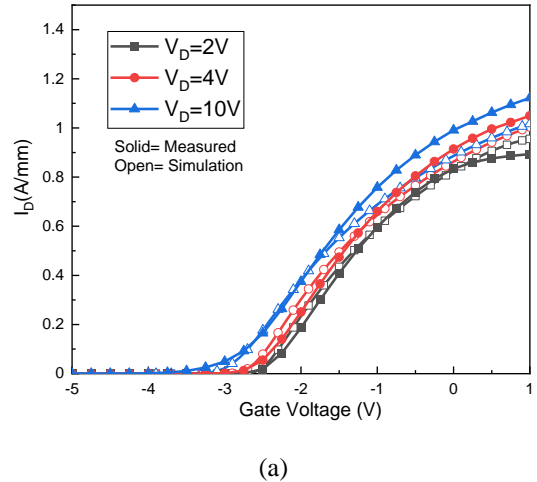 1.4
1.2
1
0.8
0.6
0.4
0.2
0
I_D(A/mm)
V_D=2V
V_D=4V
V_D=10V
Solid= Measured
Open= Simulation
-5 -4 -3 -2 -1 0 1
Gate Voltage (V)
(a)